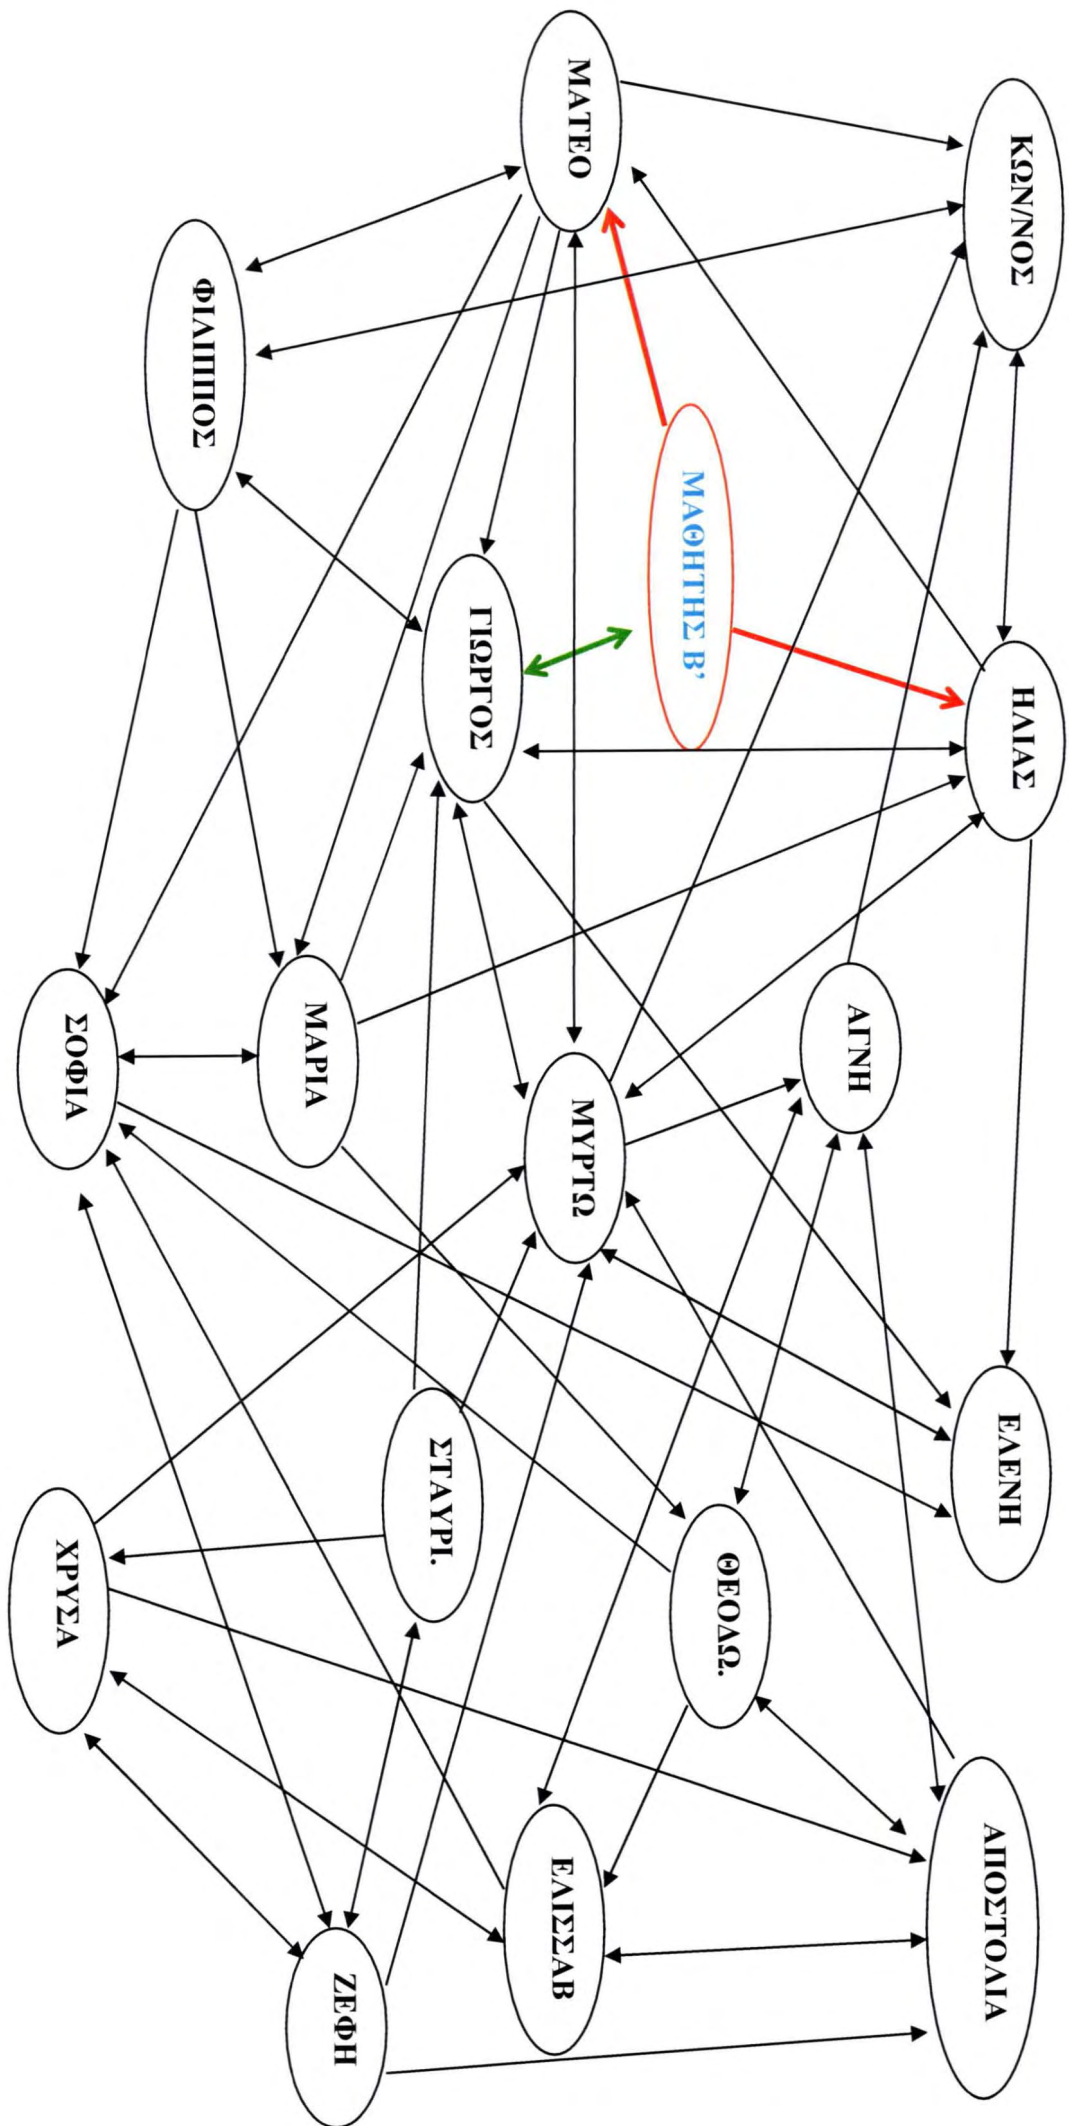 ΚΩΝ/ΝΟΣ
ΗΛΙΑΣ
ΕΛΕΝΗ
ΑΠΟΣΤΟΛΙΑ
ΑΓΝΗ
ΜΑΘΗΤΗΣ Β’
ΘΕΟΔΩ.
ΜΑΤΕΟ
ΜΥΡΤΩ
ΕΛΙΣΣΑΒ
ΓΙΩΡΓΟΣ
ΣΤΑΥΡΙ.
ΜΑΡΙΑ
ΖΕΦΗ
ΦΙΛΙΠΠΟΣ
ΣΟΦΙΑ
ΧΡΥΣΑ